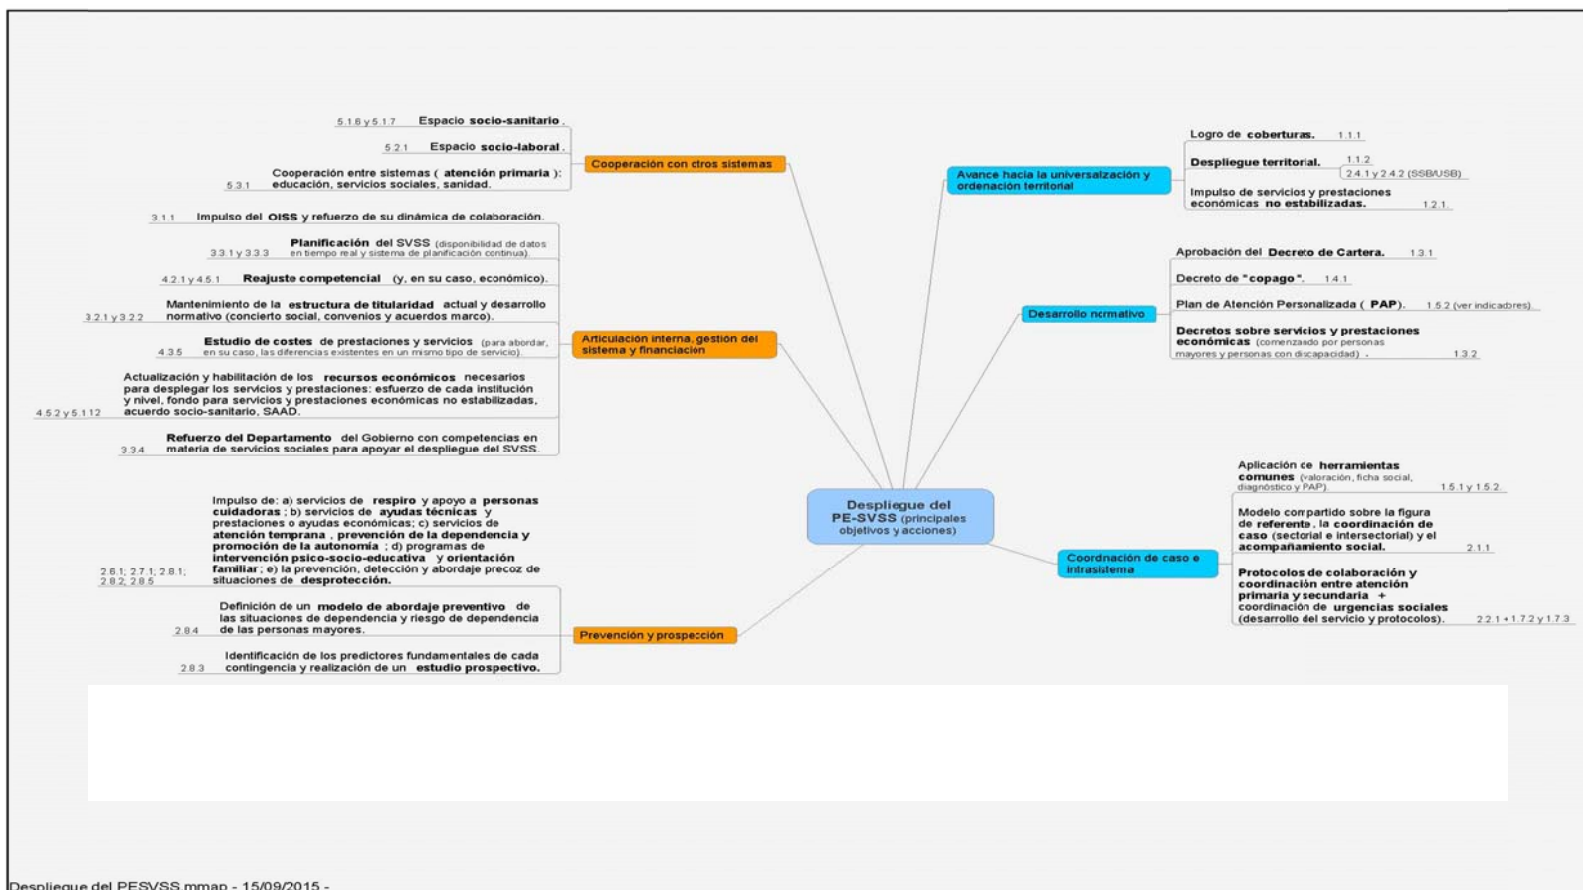 Despliegue del
PE-SVSS (principales
objetivos y acciones)
Avance hacia la universalización y
ordenación territorial
Logro de coberturas. 1.1.1
Despliegue territorial. 1.1.2
2.4.1 y 2.4.2 (SSB/USB)
Impulso de servicios y prestaciones
económicas no estabilizadas. 1.2.1.
Desarrollo normativo
Aprobación del Decreto de Cartera. 1.3.1
Decreto de "copago". 1.4.1
Plan de Atención Personalizada ( PAP). 1.5.2 (ver indicadores).
Decretos sobre servicios y prestaciones
económicas (comenzando por personas
mayores y personas con discapacidad) . 1.3.2
Coordinación de caso e
intrasistema
Aplicación de herramientas
comunes (valoración, ficha social,
diagnóstico y PAP). 1.5.1 y 1.5.2.
Modelo compartido sobre la figura
de referente, la coordinación de
caso (sectorial e intersectorial) y el
acompañamiento social. 2.1.1
Protocolos de colaboración y
coordinación entre atención
primaria y secundaria +
coordinación de urgencias sociales
(desarrollo del servicio y protocolos). 2.2.1 + 1.7.2 y 1.7.3
Cooperación con otros sistemas
5.1.6 y 5.1.7 Espacio socio-sanitario .
5.2.1 Espacio socio-laboral .
Cooperación entre sistemas ( atención primaria ):
5.3.1 educación, servicios sociales, sanidad.
Articulación interna, gestión del
sistema y financiación
3.1.1 Impulso del OISS y refuerzo de su dinámica de colaboración.
Planificación del SVSS (disponibilidad de datos
3.3.1 y 3.3.3 en tiempo real y sistema de planificación continua).
4.2.1 y 4.5.1 Reajuste competencial (y, en su caso, económico).
Mantenimiento de la estructura de titularidad actual y desarrollo
3.2.1 y 3.2.2 normativo (concierto social, convenios y acuerdos marco).
Estudio de costes de prestaciones y servicios (para abordar,
4.3.5 en su caso, las diferencias existentes en un mismo tipo de servicio).
Actualización y habilitación de los recursos económicos necesarios
para desplegar los servicios y prestaciones: esfuerzo de cada institución
y nivel, fondo para servicios y prestaciones económicas no estabilizadas,
4.5.2 y 5.1.12 acuerdo socio-sanitario, SAAD.
Refuerzo del Departamento del Gobierno con competencias en
3.3.4 materia de servicios sociales para apoyar el despliegue del SVSS.
Prevención y prospección
Impulso de: a) servicios de respiro y apoyo a personas
cuidadoras ; b) servicios de ayudas técnicas y
prestaciones o ayudas económicas; c) servicios de
atención temprana , prevención de la dependencia y
promoción de la autonomía ; d) programas de
intervención psico-socio-educativa y orientación
2.6.1; 2.7.1; 2.8.1; familiar ; e) la prevención, detección y abordaje precoz de
2.8.2; 2.8.5 situaciones de desprotección.
Definición de un modelo de abordaje preventivo de
las situaciones de dependencia y riesgo de dependencia
2.8.4 de las personas mayores.
Identificación de los predictores fundamentales de cada
2.8.3 contingencia y realización de un estudio prospectivo.
Despliegue del PESVSS.mmap - 15/09/2015 -